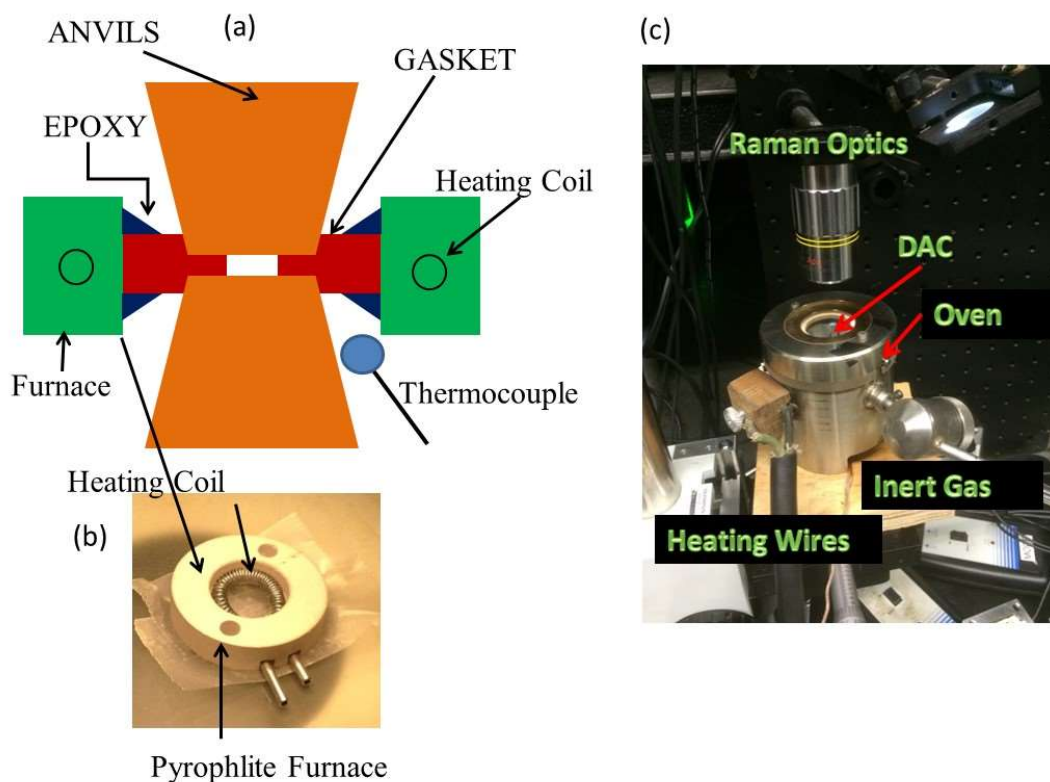 (a)
ANVILS
GASKET
EPOXY
Heating Coil
Furnace
Thermocouple
Heating Coil
(b)
Pyrophlite Furnace
(c)
Raman Optics
DAC
Oven
Inert Gas
Heating Wires